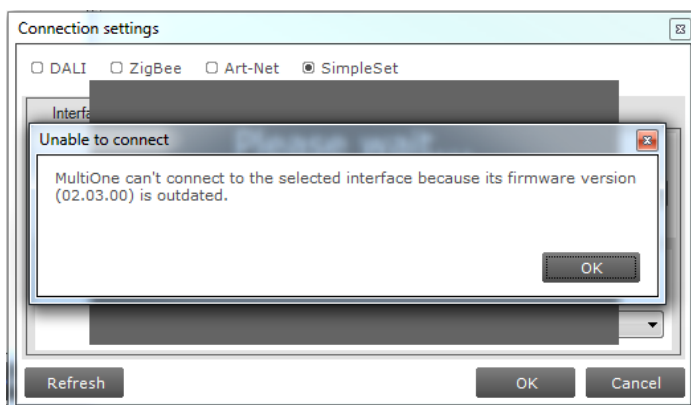 Connection settings
DALI ZigBee Art-Net SimpleSet
Unable to connect
MultiOne can't connect to the selected interface because its firmware version
(02.03.00) is outdated.
OK
Refresh OK Cancel